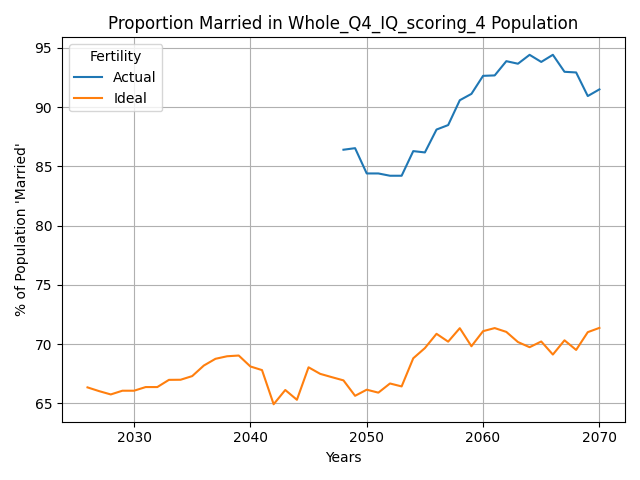 Proportion Married in Whole_Q4_IQ_scoring_4 Population
% of Population 'Married'
95
90
85
80
75
70
65
Fertility
Actual
Ideal
2030 2040 2050 2060 2070
Years